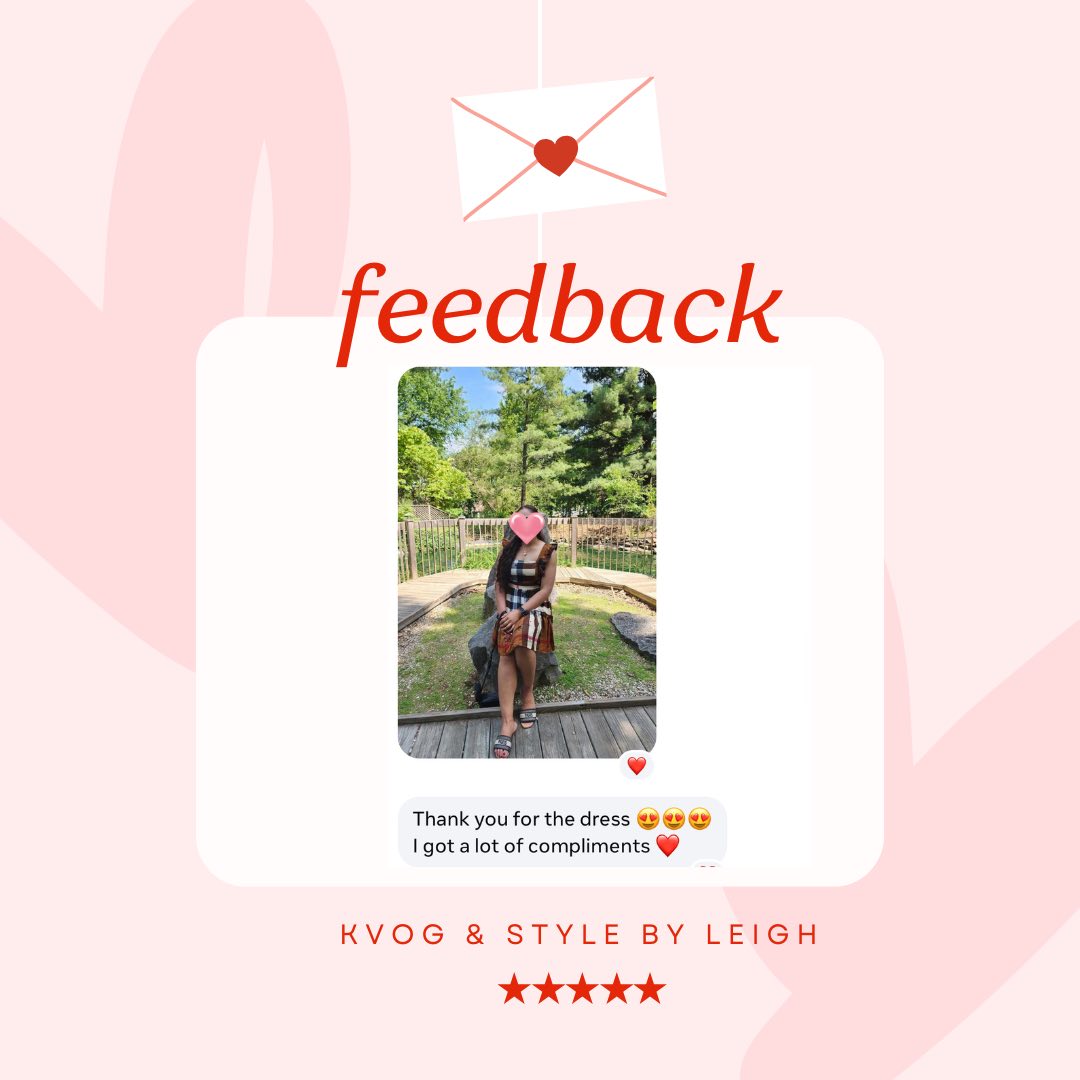 feedback
Thank you for the dress 😍😍😍
I got a lot of compliments ❤️
KVOG & STYLE BY LEIGH